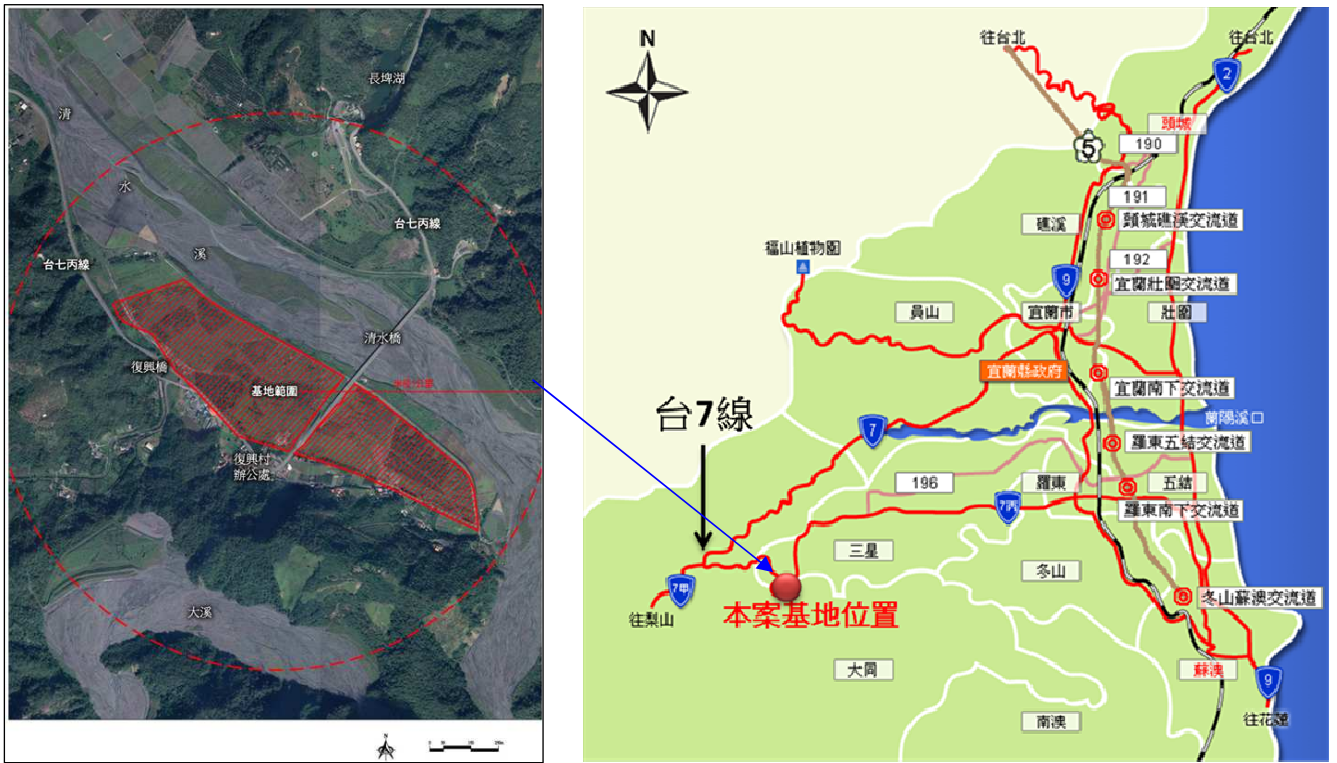 長埤湖
清
水
溪
台七丙線
台七丙線
清水橋
復興橋
基地範圍
復興村
辦公處
大溪
N
往台北
往台北
2
頭城
5
190
191
礁溪
頭城礁溪交流道
192
福山植物園
9
宜蘭壯圍交流道
員山
宜蘭市
壯圍
宜蘭縣政府
宜蘭南下交流道
台7線
7
蘭陽溪口
羅東五結交流道
196
羅東
五結
7丙
羅東南下交流道
三星
冬山
7甲
本案基地位置
冬山蘇澳交流道
往梨山
大同
蘇澳
9
南澳
往花蓮